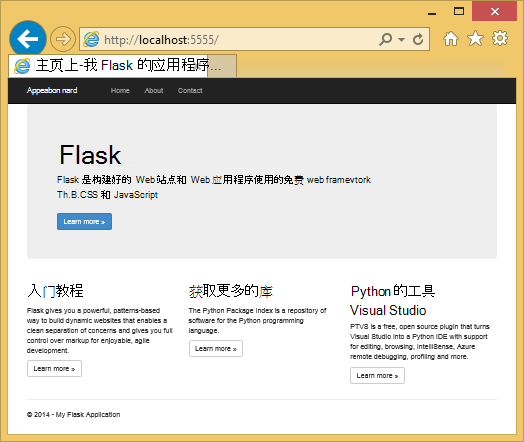 http://localhost:5555/
主页上-我 Flask 的应用程序...
Appeabon nard Home About Contact
Flask
Flask 是构建好的 Web 站点和 Web 应用程序使用的免费 web framevtork
Th.B.CSS 和 JavaScript
Learn more »
入门教程
Flask gives you a powerful, patterns-based
way to build dynamic websites that enables a
clean separation of concerns and gives you full
control over markup for enjoyable, agile
development.
Learn more »
获取更多的库
The Python Package Index is a repository of
software for the Python programming
language.
Learn more »
Python 的工具
Visual Studio
PTVS is a free, open source plugin that turns
Visual Studio into a Python IDE with support
for editing, browsing, IntelliSense, Azure
remote debugging, profiling and more.
Learn more »
© 2014 - My Flask Application